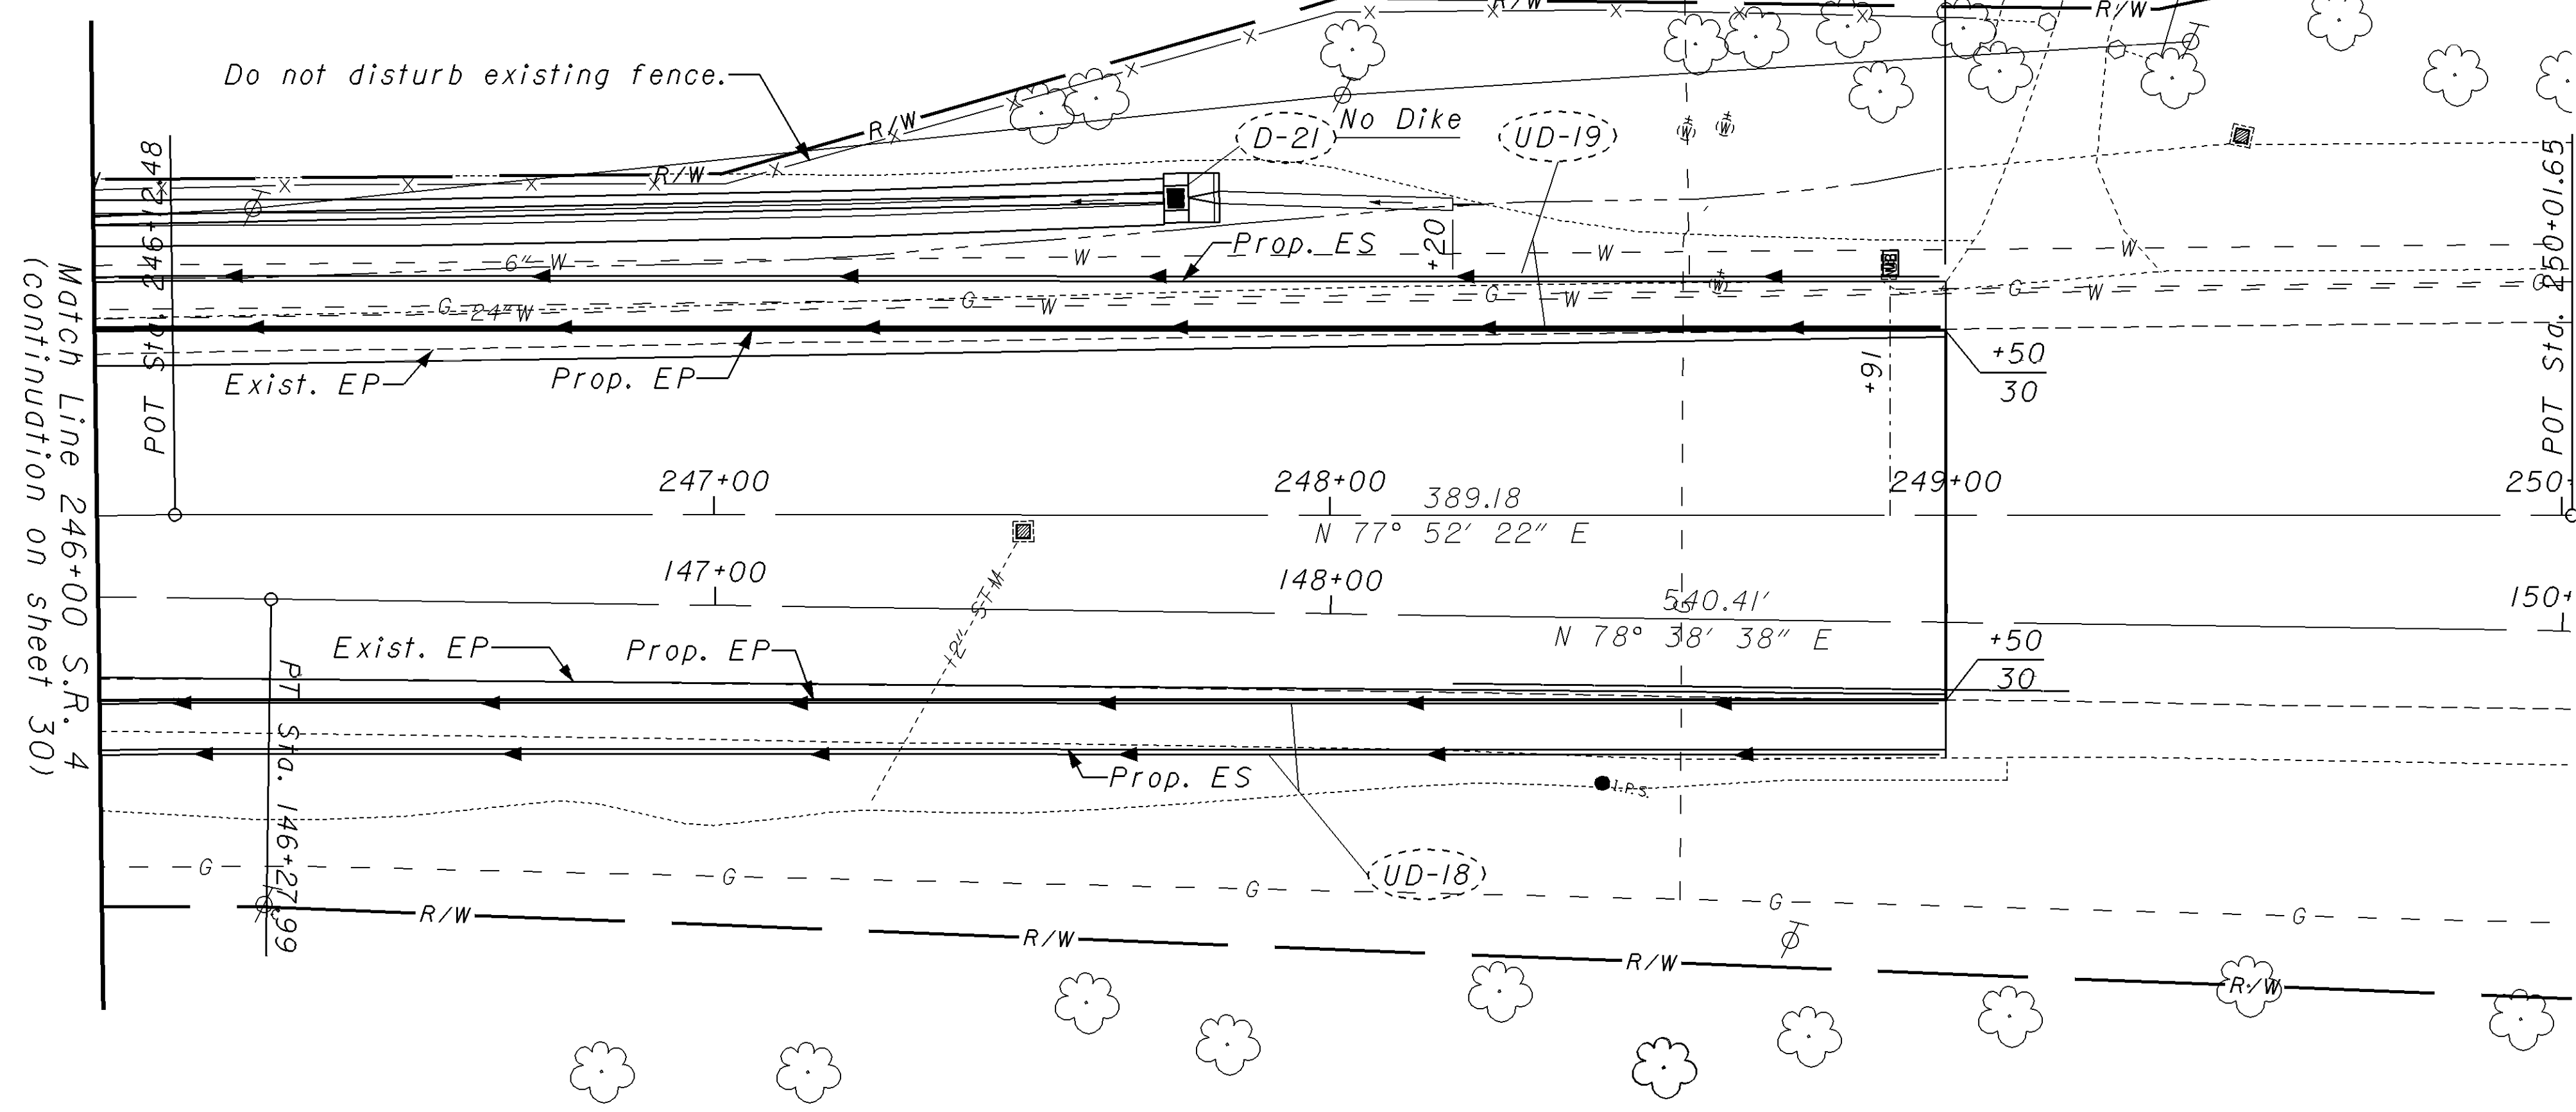 R/W
R/W
Do not disturb existing fence.
R/W
D-21
No Dike
UD-19
R/W
POT Sta. 246+12.48
POT Sta. 250+01.65
Prop. ES
+20
6" W
W
W
W
G
24" W
G
W
G
W
G
W
G
Exist. EP
Prop. EP
+91
+50
30
Match Line 246+00 S.R. 4
(continuation on sheet 30)
247+00
248+00
389.18
249+00
250+
N 77° 52' 22" E
147+00
148+00
540.41'
150+
N 78° 38' 38" E
12" STM
G
Exist. EP
Prop. EP
+50
30
PT Sta. 146+27.99
Prop. ES
I.P.S.
UD-18
G
G
G
G
G
R/W
R/W
R/W
R/W